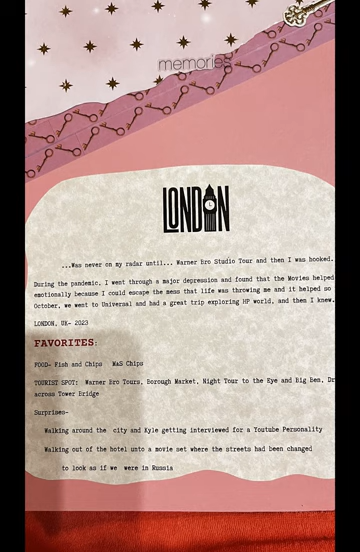 memories
LONDON
...Was never on my radar until... Warner Bro Studio Tour and then I was hooked.
During the pandemic, I went through a major depression and found that the Movies helped
emotionally because I could escape the mess that life was throwing me and it helped so
October, we went to Universal and had a great trip exploring HP world, and then I knew.
LONDON, UK- 2023
FAVORITES:
FOOD- Fish and Chips M&S Chips
TOURIST SPOT: Warner Bro Tours, Borough Market, Night Tour to the Eye and Big Ben, Dr
across Tower Bridge
Surprises-
Walking around the city and Kyle getting interviewed for a Youtube Personality
Walking out of the hotel unto a movie set where the streets had been changed
to look as if we were in Russia